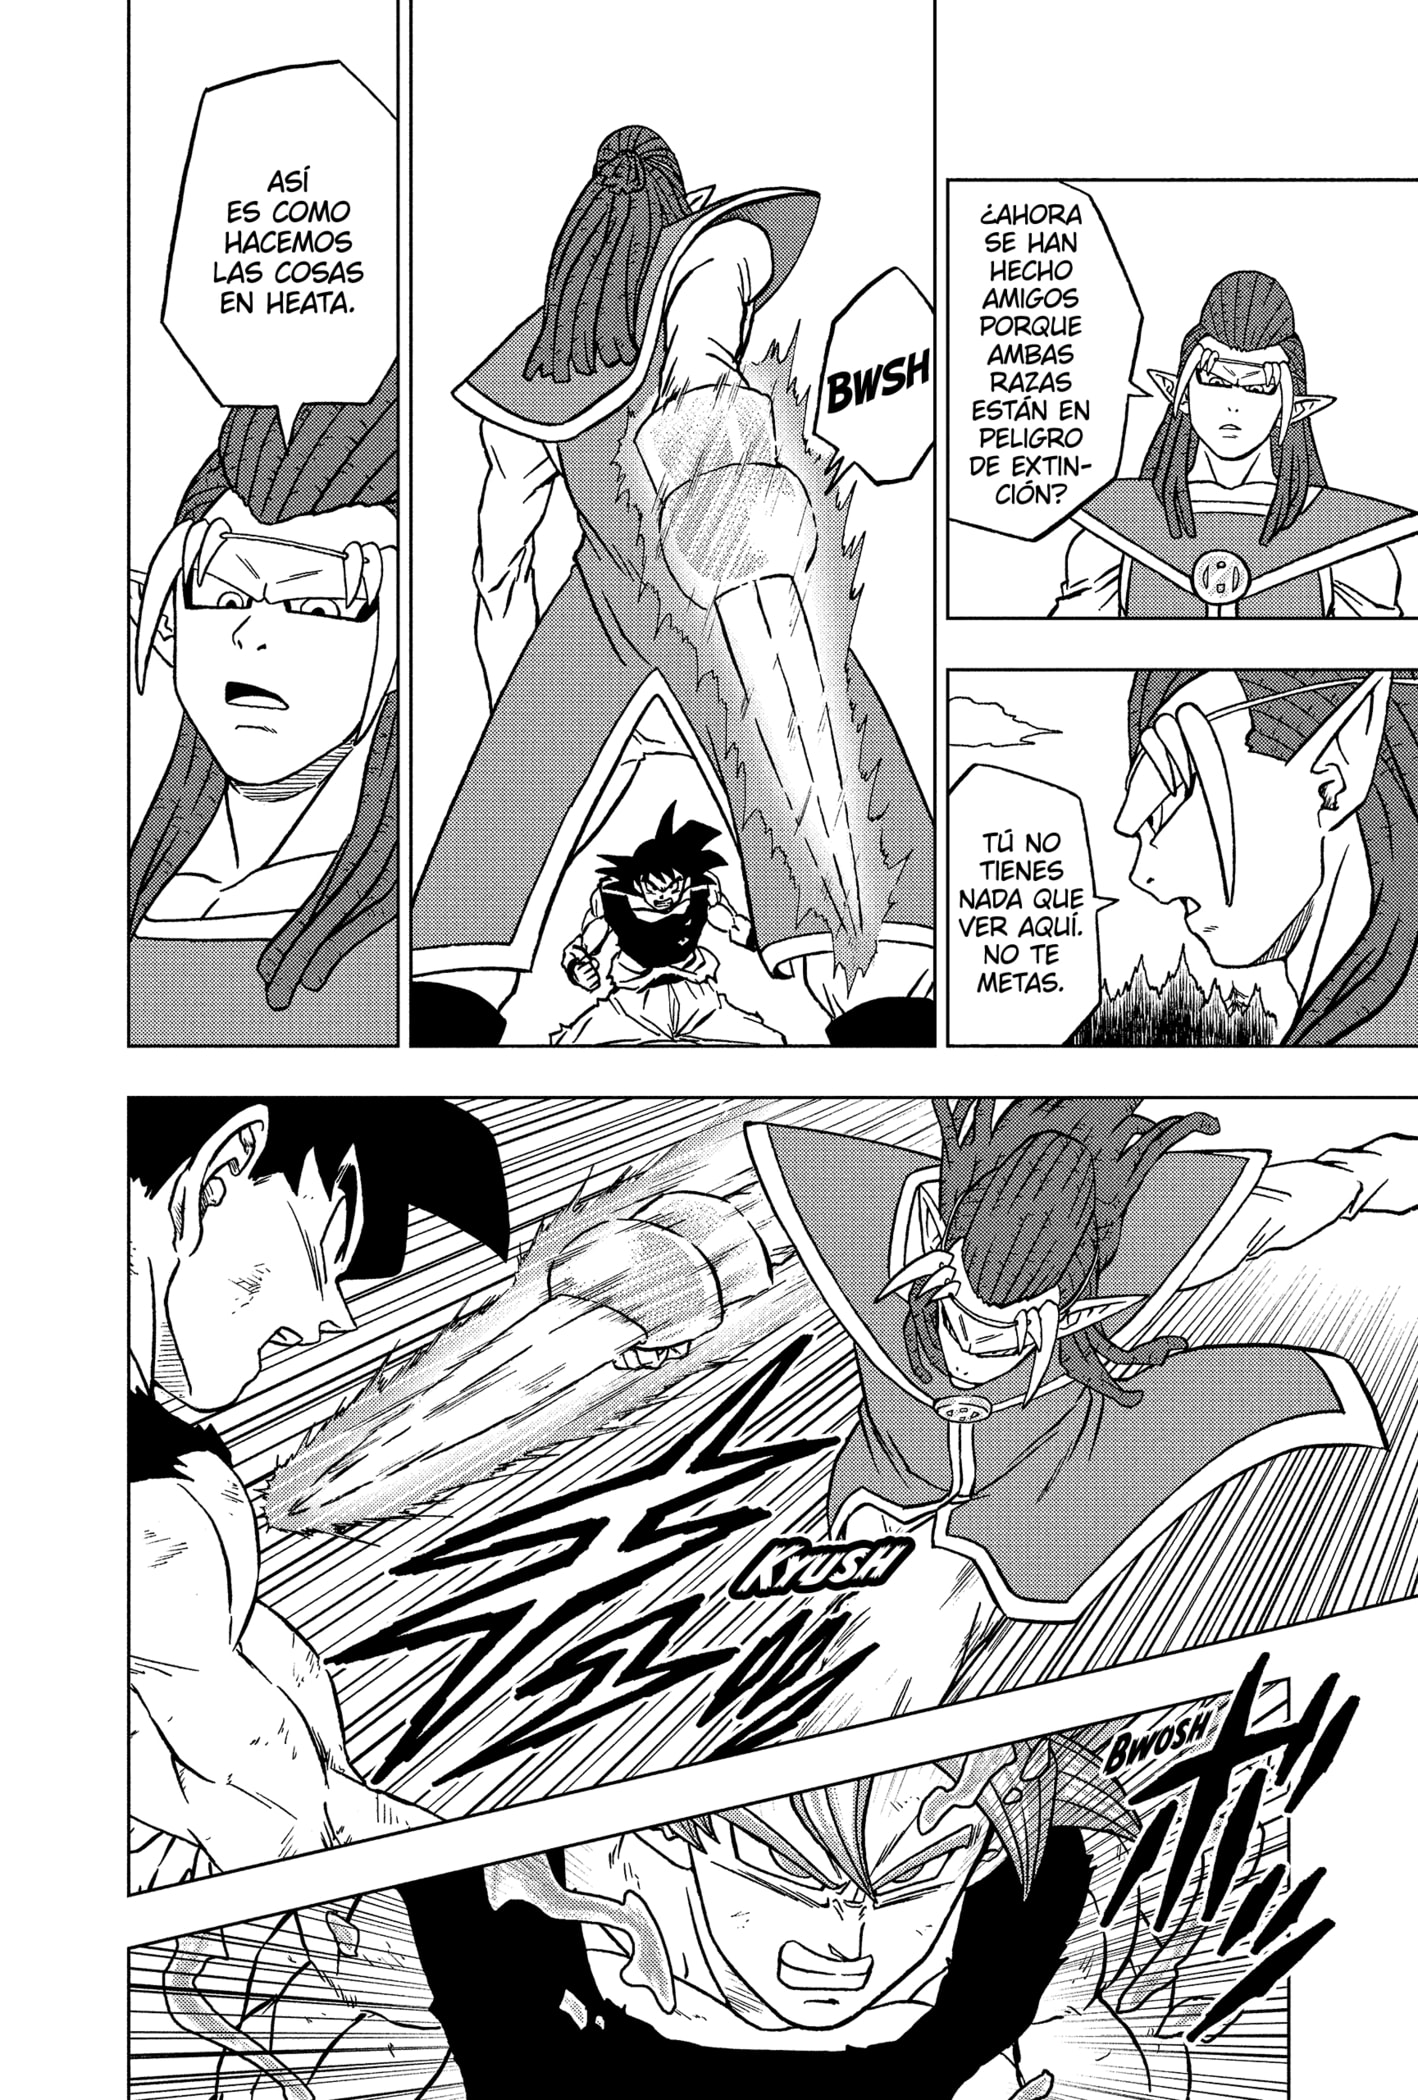 ¿AHORA
SE HAN
HECHO
AMIGOS
PORQUE
AMBAS
RAZAS
ESTÁN EN
PELIGRO
DE EXTIN-
CIÓN?
TÚ NO
TIENES
NADA QUE
VER AQUÍ.
NO TE
METAS.
BWSH
ASÍ
ES COMO
HACEMOS
LAS COSAS
EN HEATA.
KYUSH
BWOSH